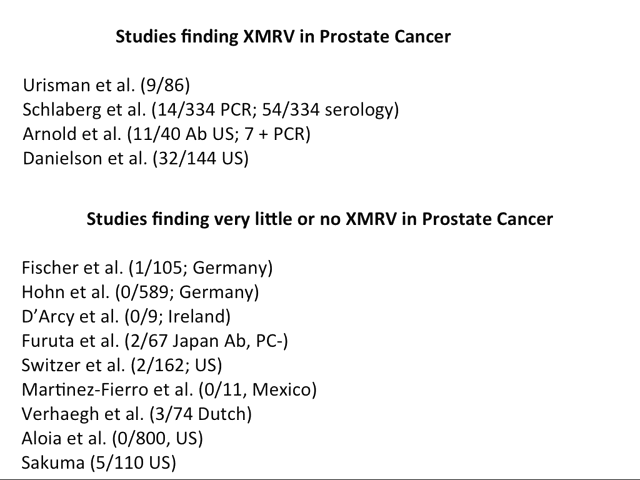 Studies finding XMRV in Prostate Cancer
Urisman et al. (9/86)
Schlaberg et al. (14/334 PCR; 54/334 serology)
Arnold et al. (11/40 Ab US; 7 + PCR)
Danielson et al. (32/144 US)
Studies finding very little or no XMRV in Prostate Cancer
Fischer et al. (1/105; Germany)
Hohn et al. (0/589; Germany)
D’Arcy et al. (0/9; Ireland)
Furuta et al. (2/67 Japan Ab, PC-)
Switzer et al. (2/162; US)
Martinez-Fierro et al. (0/11, Mexico)
Verhaegh et al. (3/74 Dutch)
Aloia et al. (0/800, US)
Sakuma (5/110 US)